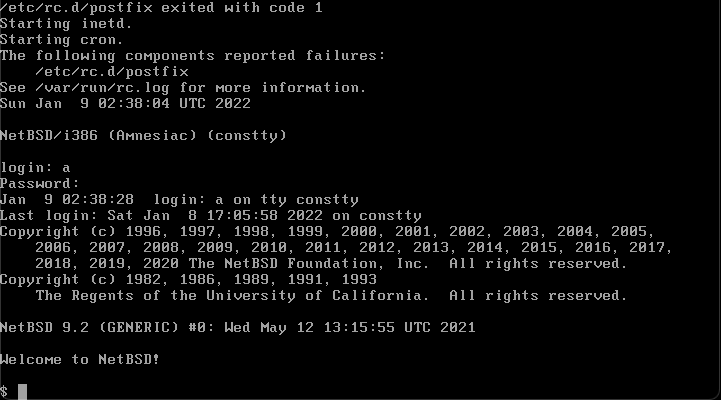 /etc/rc.d/postfix exited with code 1
Starting inetd.
Starting cron.
The following components reported failures:
    /etc/rc.d/postfix
See /var/run/rc.log for more information.
Sun Jan  9 02:38:04 UTC 2022

NetBSD/i386 (Amnesiac) (constty)

login: a
Password:
Jan  9 02:38:28  login: a on tty constty
Last login: Sat Jan  8 17:05:58 2022 on constty
Copyright (c) 1996, 1997, 1998, 1999, 2000, 2001, 2002, 2003, 2004, 2005,
    2006, 2007, 2008, 2009, 2010, 2011, 2012, 2013, 2014, 2015, 2016, 2017,
    2018, 2019, 2020 The NetBSD Foundation, Inc.  All rights reserved.
Copyright (c) 1982, 1986, 1989, 1991, 1993
    The Regents of the University of California.  All rights reserved.

NetBSD 9.2 (GENERIC) #0: Wed May 12 13:15:55 UTC 2021

Welcome to NetBSD!

$